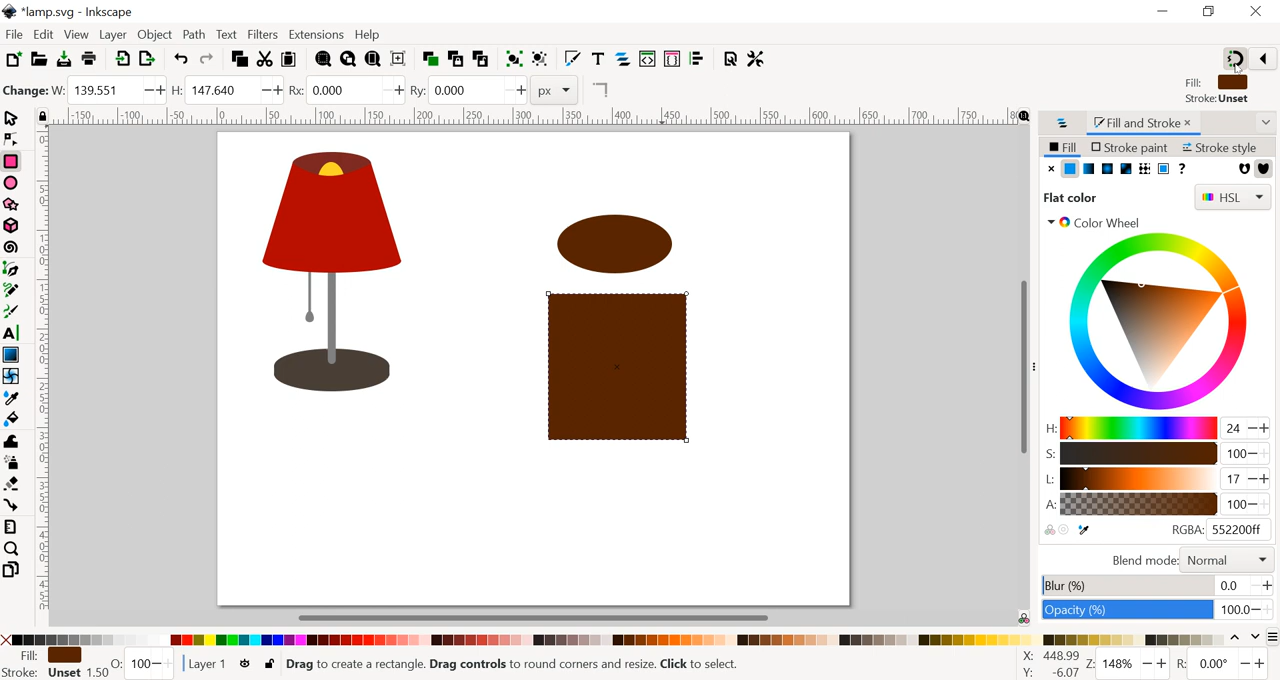 *lamp.svg - Inkscape
File Edit View Layer Object Path Text Filters Extensions Help
Change: W: 139.551 H: 147.640 Rx: 0.000 Ry: 0.000 px
Fill:
Stroke: Unset
-150 -100 -50 0 50 100 150 200 250 300 350 400 450 500 550 600 650 700 750
Fill and Stroke
Fill Stroke paint Stroke style
Flat color HSL
Color Wheel
H: 24
S: 100
L: 17
A: 100
RGBA: 552200ff
Blend mode: Normal
Blur (%) 0.0
Opacity (%) 100.0
Fill: O: 100 Layer 1 Drag to create a rectangle. Drag controls to round corners and resize. Click to select. X: 448.99 Z: 148% R: 0.00°
Stroke: Unset 1.50 Y: -6.07